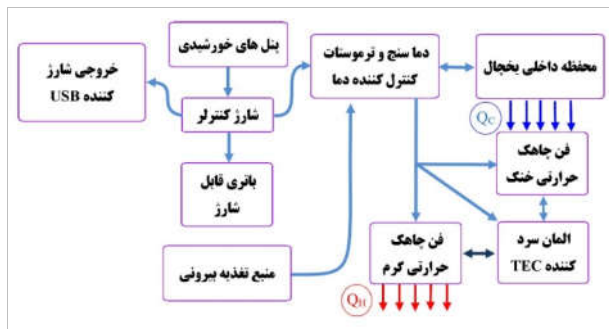 پنل های خورشیدی
دما سنج و ترموستات
کنترل کننده دما
محفظه داخلی یخچال
خروجی شارژ
کننده USB
شارژ کنترلر
Qc
فن چاهک
حرارتی خنک
باتری قابل
شارژ
فن چاهک
حرارتی گرم
المان سرد
کننده TEC
منبع تغذیه بیرونی
QH